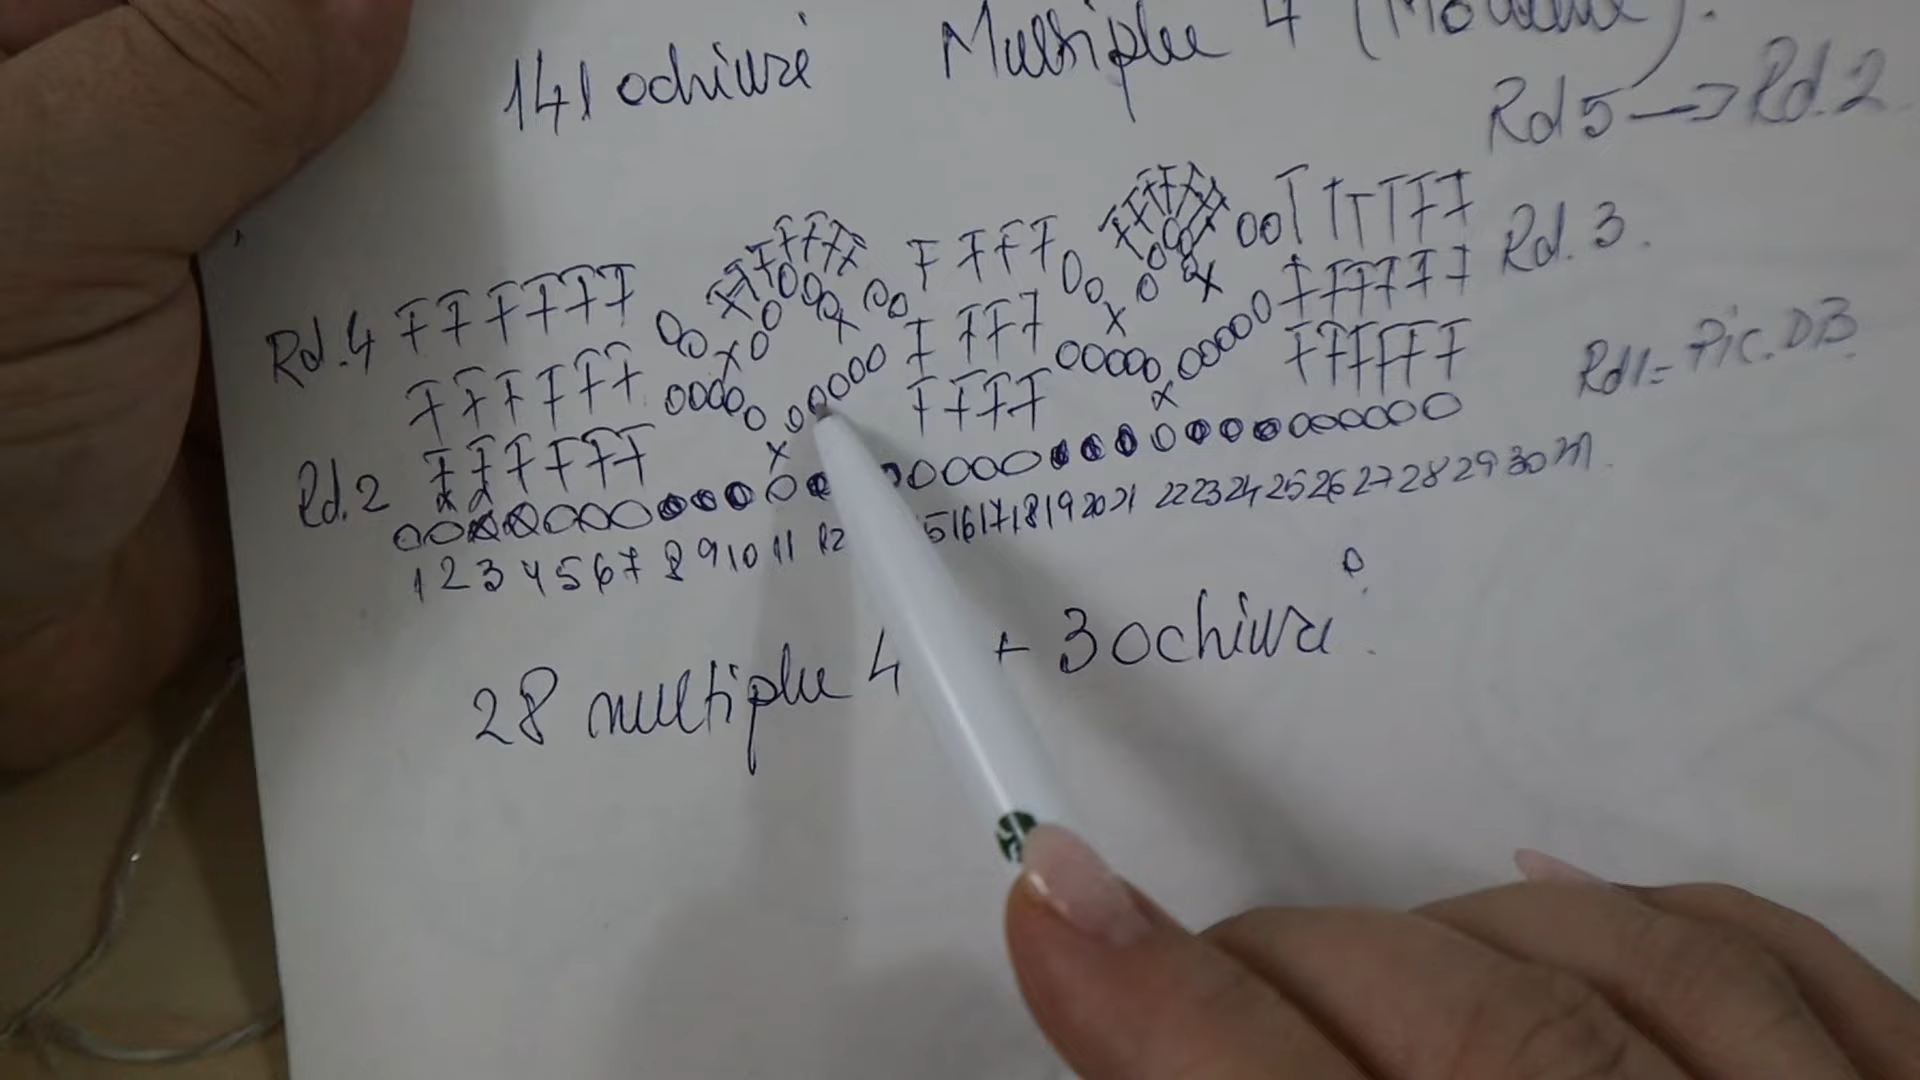 141 ochiuri Multiplu 4 (Modelul).
Rd 5 → Rd.2
Rd. 3.
Rd. 4
Rd1 = Pic. DB
Rd. 2
1 2 3 4 5 6 7 8 9 10 11 12 5 16 17 18 19 20 21 22 23 24 25 26 27 28 29 30 31.
28 multiplu 4 + 3 ochiuri.